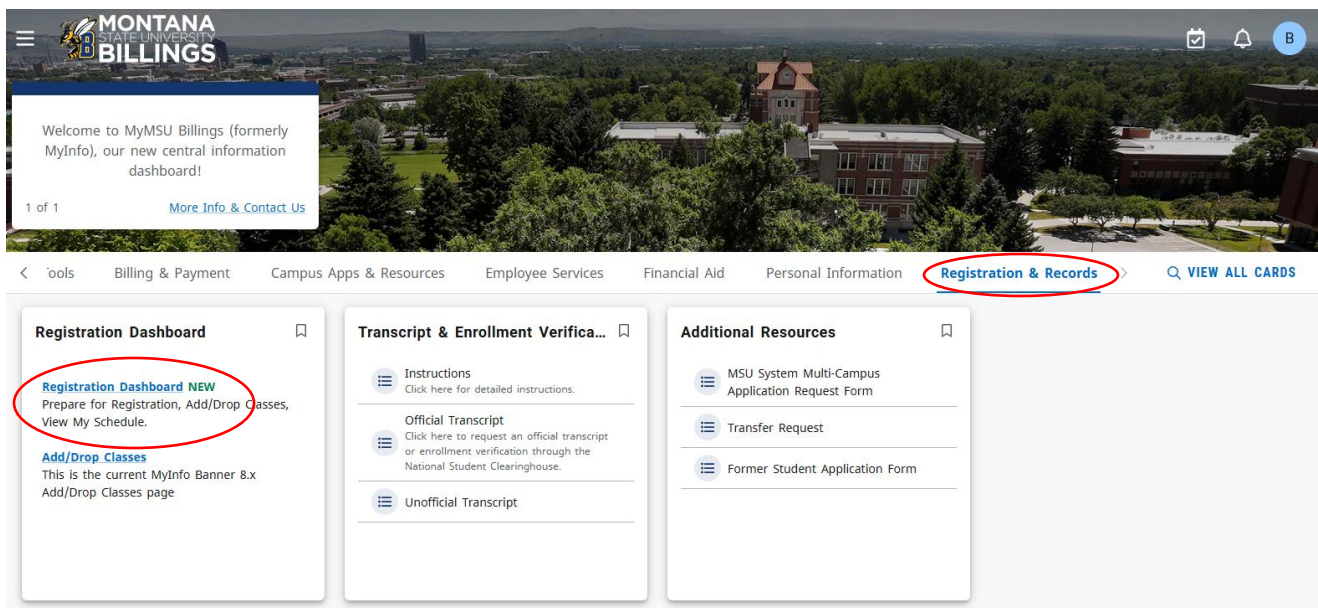 MONTANA
STATE UNIVERSITY
BILLINGS
B
B
Welcome to MyMSU Billings (formerly
MyInfo), our new central information
dashboard!
1 of 1
More Info & Contact Us
ools
Billing & Payment
Campus Apps & Resources
Employee Services
Financial Aid
Personal Information
Registration & Records
VIEW ALL CARDS
Registration Dashboard
Registration Dashboard NEW
Prepare for Registration, Add/Drop Classes,
View My Schedule.
Add/Drop Classes
This is the current MyInfo Banner 8.x
Add/Drop Classes page
Transcript & Enrollment Verifica...
Instructions
Click here for detailed instructions.
Official Transcript
Click here to request an official transcript
or enrollment verification through the
National Student Clearinghouse.
Unofficial Transcript
Additional Resources
MSU System Multi-Campus
Application Request Form
Transfer Request
Former Student Application Form